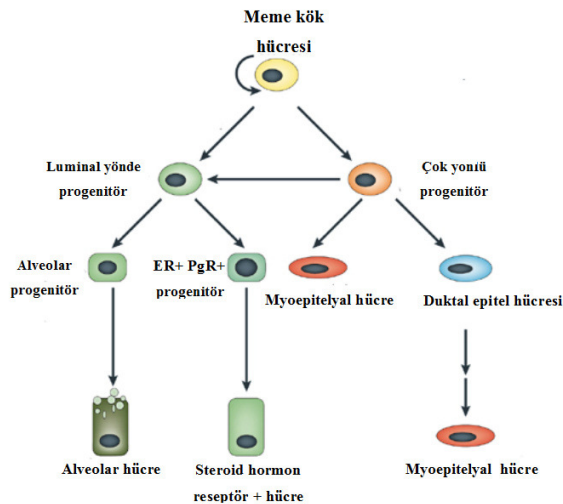 Meme kök
hücresi
Luminal yönde
progenitör
Çok yönlü
progenitör
Alveolar
progenitör
ER+ PgR+
progenitör
Myoepitelyal hücre
Duktal epitel hücresi
Alveolar hücre
Steroid hormon
reseptör + hücre
Myoepitelyal hücre